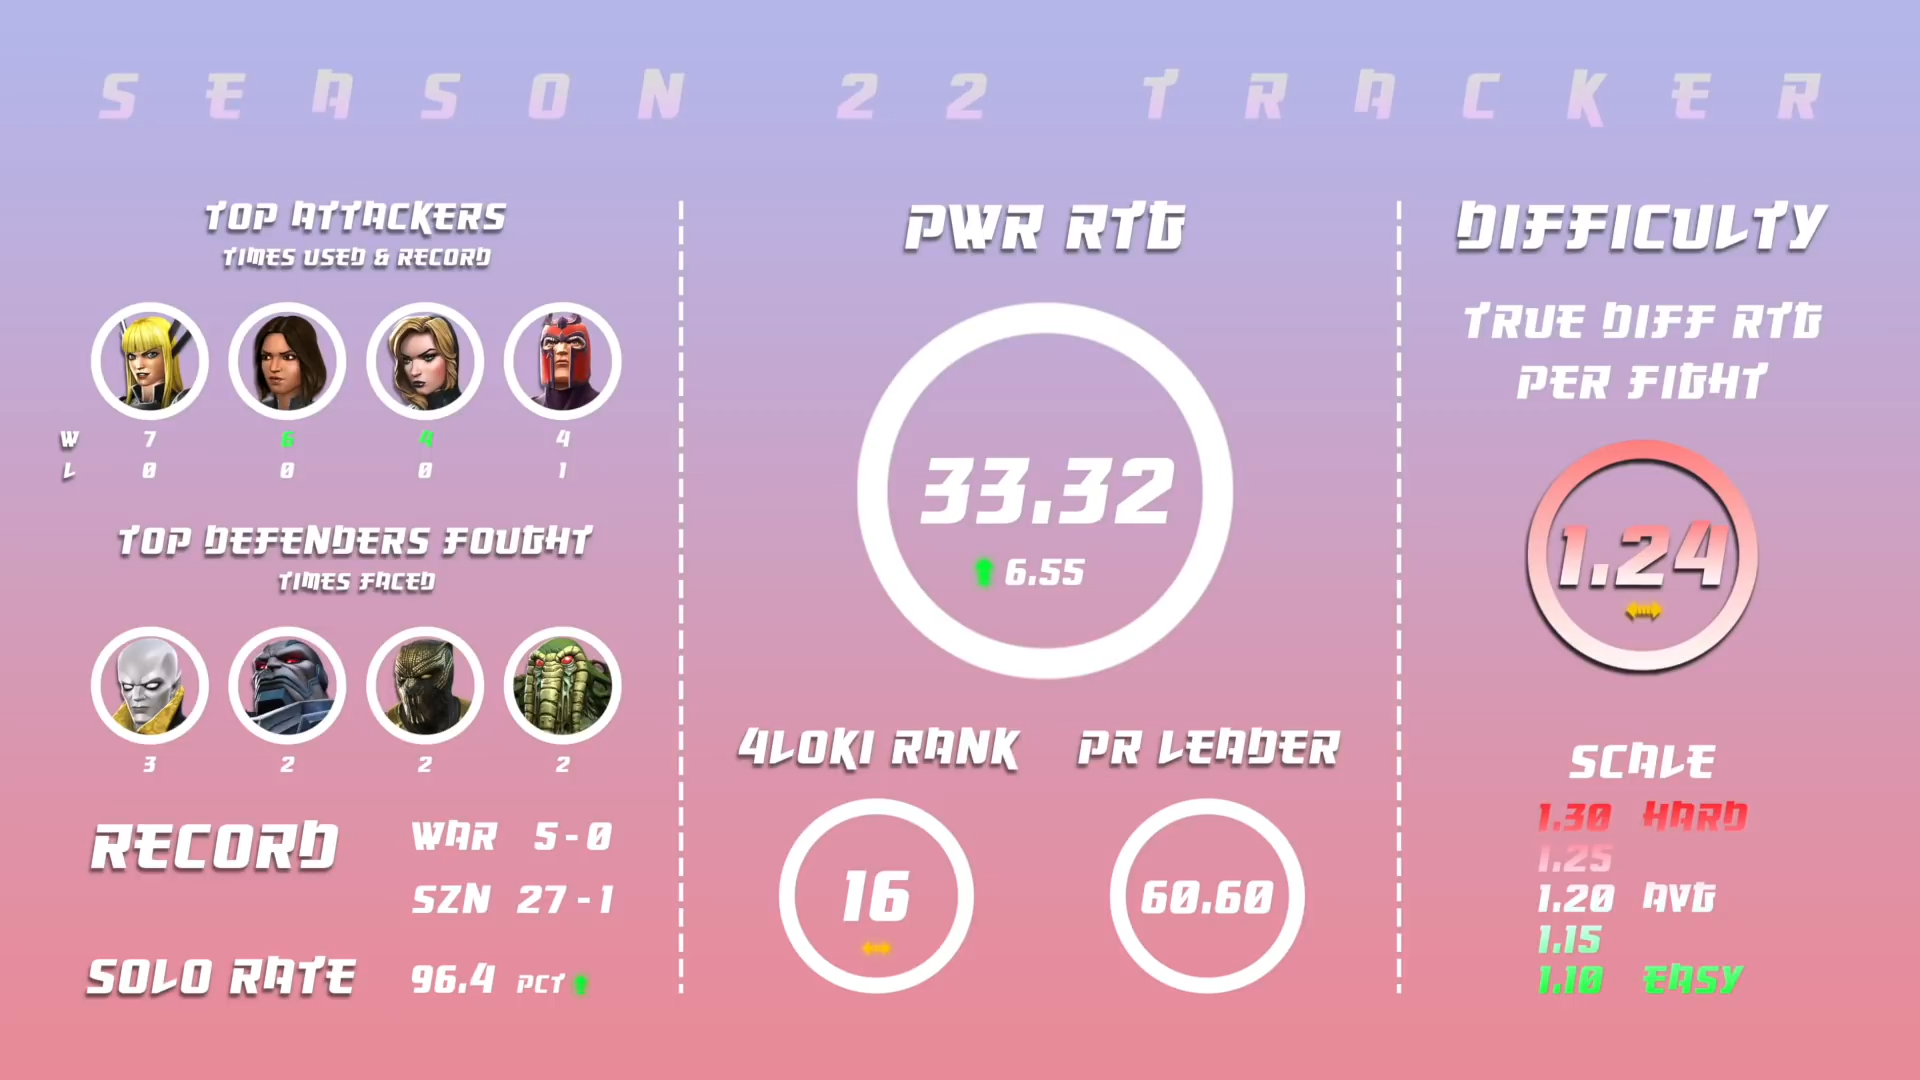 SEASON 22 TRACKER
TOP ATTACKERS
TIMES USED & RECORD
W 7 6 4 4
L 0 0 0 1
TOP DEFENDERS FOUGHT
TIMES FACED
3 2 2 2
RECORD
WAR 5-0
SZN 27-1
SOLO RATE 96.4 PCT
PWR RTG
33.32
6.55
4LOKI RANK
16
PR LEADER
60.60
DIFFICULTY
TRUE DIFF RTG
PER FIGHT
1.24
SCALE
1.30 HARD
1.25
1.20 AVG
1.15
1.10 EASY